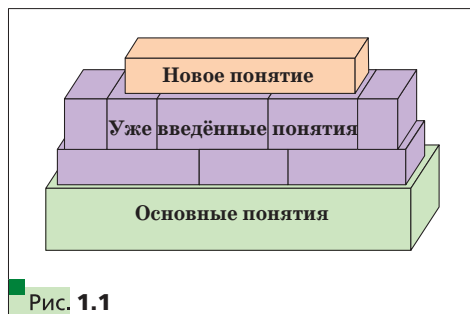 Новое понятие
Уже введённые понятия
Основные понятия
Рис. 1.1